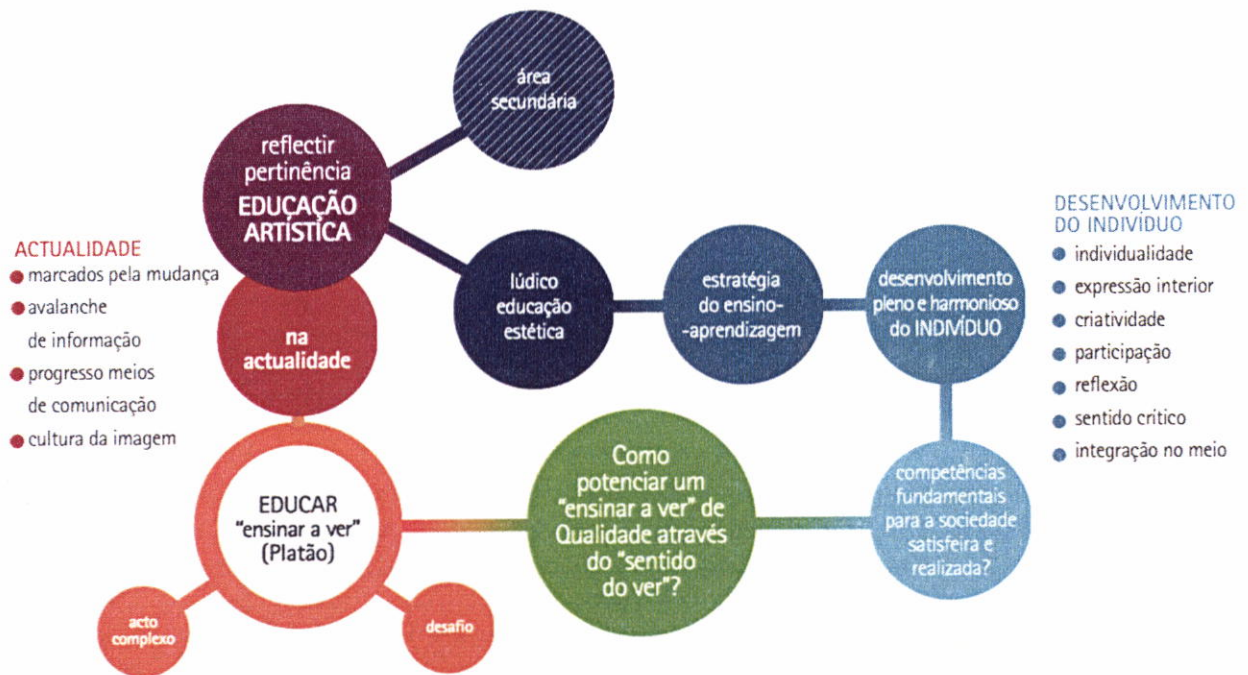 área
secundária
reflectir
pertinência
EDUCAÇÃO
ARTÍSTICA
ACTUALIDADE
marcados pela mudança
avalanche
de informação
progresso meios
de comunicação
cultura da imagem
na
actualidade
lúdico
educação
estética
estratégia
do ensino-
-aprendizagem
desenvolvimento
pleno e harmonioso
do INDIVÍDUO
DESENVOLVIMENTO
DO INDIVÍDUO
individualidade
expressão interior
criatividade
participação
reflexão
sentido crítico
integração no meio
EDUCAR
"ensinar a ver"
(Platão)
acto
complexo
desafio
Como
potenciar um
"ensinar a ver" de
Qualidade através
do "sentido
do ver"?
competências
fundamentais
para a sociedade
satisfeira e
realizada?